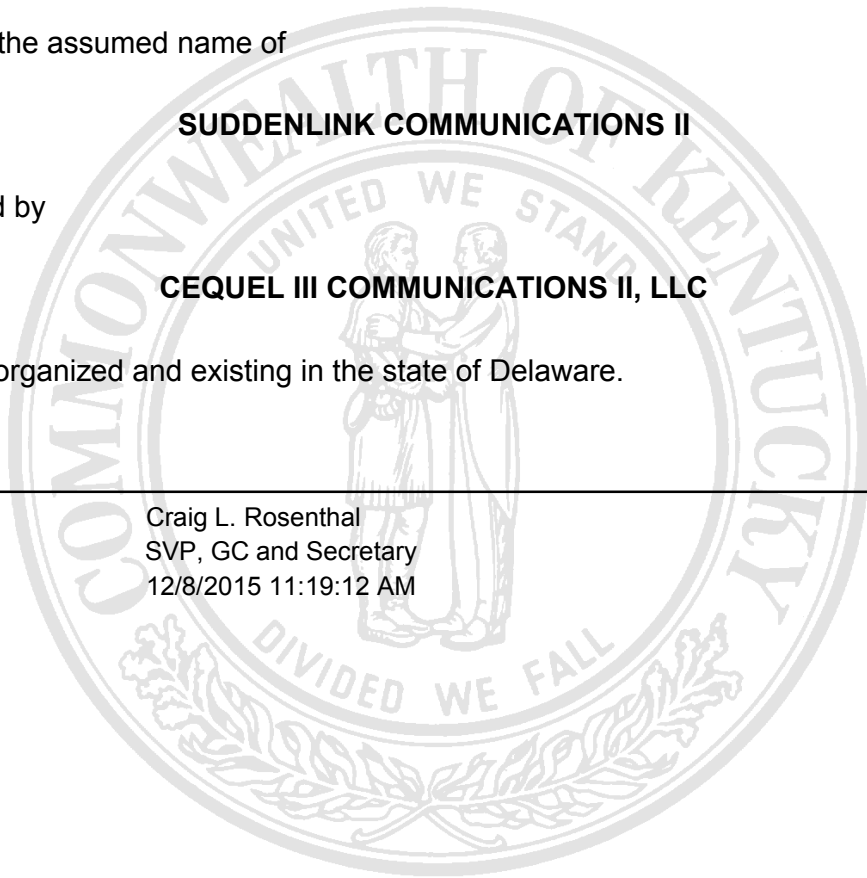 the assumed name of
SUDDENLINK COMMUNICATIONS II
d by
CEQUEL III COMMUNICATIONS II, LLC
organized and existing in the state of Delaware.
Craig L. Rosenthal
SVP, GC and Secretary
12/8/2015 11:19:12 AM
COMMONWEALTH OF KENTUCKY
UNITED WE STAND
DIVIDED WE FALL